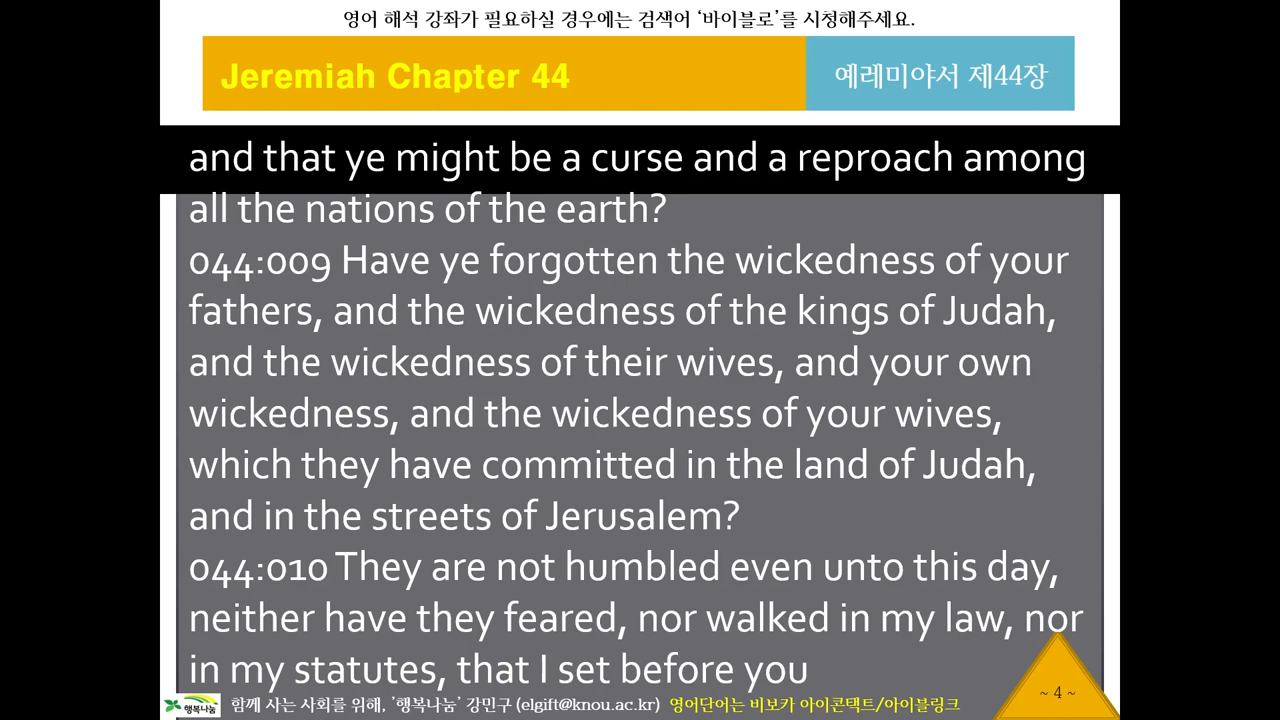 영어 해석 강좌가 필요하실 경우에는 검색어 ‘바이블로’를 시청해주세요.
Jeremiah Chapter 44
예레미야서 제44장
and that ye might be a curse and a reproach among
all the nations of the earth?
044:009 Have ye forgotten the wickedness of your
fathers, and the wickedness of the kings of Judah,
and the wickedness of their wives, and your own
wickedness, and the wickedness of your wives,
which they have committed in the land of Judah,
and in the streets of Jerusalem?
044:010 They are not humbled even unto this day,
neither have they feared, nor walked in my law, nor
in my statutes, that I set before you
~ 4 ~
행복나눔
함께 사는 사회를 위해, '행복나눔' 강민구 (elgift@knou.ac.kr) 영어단어는 비보카 아이콘택트/아이블링크